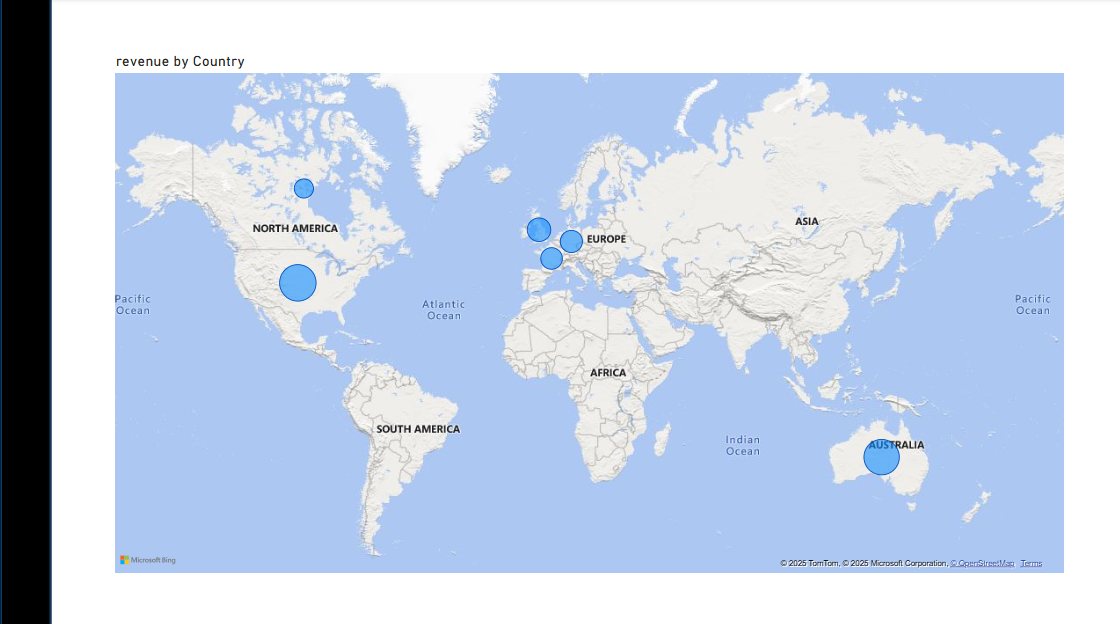 revenue by Country
NORTH AMERICA
EUROPE
ASIA
Pacific
Ocean
Atlantic
Ocean
Pacific
Ocean
AFRICA
SOUTH AMERICA
Indian
Ocean
AUSTRALIA
Microsoft Bing
© 2025 TomTom, © 2025 Microsoft Corporation, © OpenStreetMap Terms